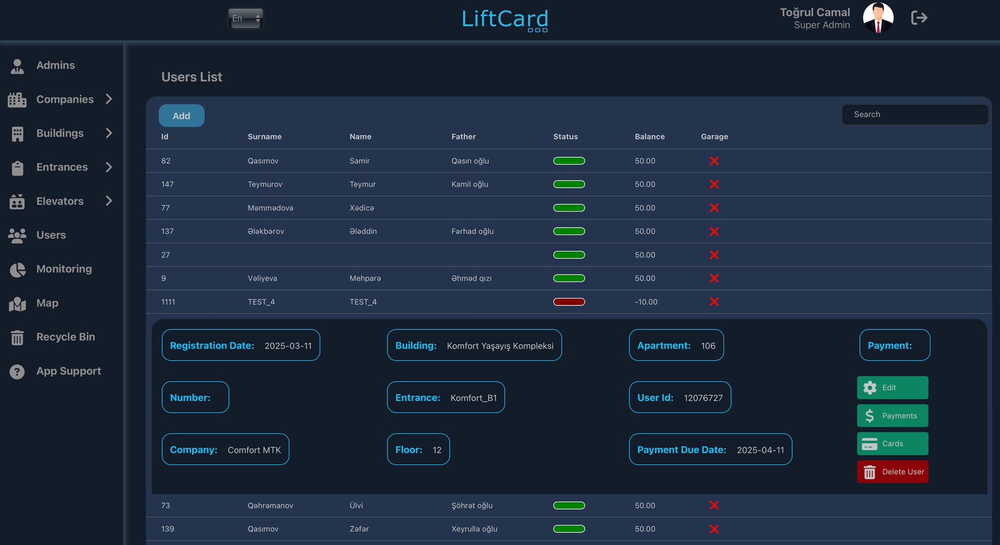 En
LiftCard
Toğrul Camal
Super Admin
Admins
Companies
Buildings
Entrances
Elevators
Users
Monitoring
Map
Recycle Bin
App Support
Users List
Add
Search
Id Surname Name Father Status Balance Garage
82 Qasımov Samir Qasın oğlu 50.00
147 Teymurov Teymur Kamil oğlu 50.00
77 Məmmədova Xədicə 50.00
137 Ələkbərov Ələddin Fərhad oğlu 50.00
27 50.00
9 Vəliyeva Mehparə Əhməd qızı 50.00
1111 TEST_4 TEST_4 -10.00
Registration Date: 2025-03-11 Building: Komfort Yaşayış Kompleksi Apartment: 106 Payment:
Number: Entrance: Komfort_B1 User Id: 12076727
Company: Comfort MTK Floor: 12 Payment Due Date: 2025-04-11
Edit
Payments
Cards
Delete User
73 Qəhrəmanov Ülvi Şöhrət oğlu 50.00
139 Qasımov Zəfər Xeyrulla oğlu 50.00